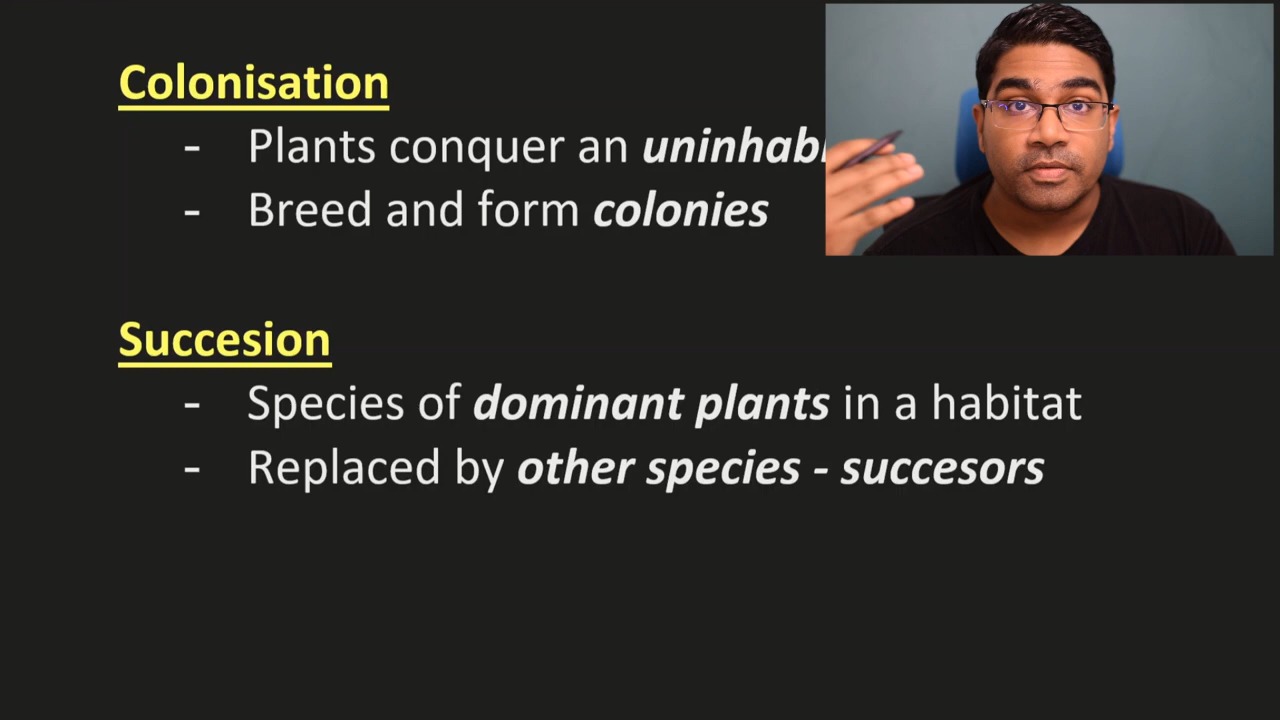 Colonisation
- Plants conquer an
- Breed and form colonies
Succesion
- Species of dominant plants in a habitat
- Replaced by other species - succesors